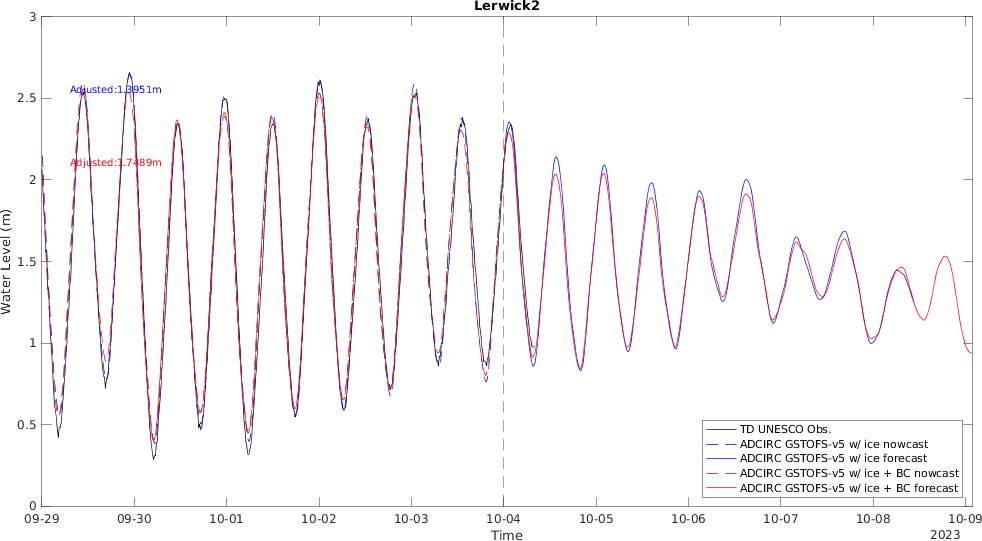 Lerwick2
3
2.5
2
1.5
1
0.5
0
Water Level (m)
Adjusted:1.3951m
Adjusted:1.7489m
TD UNESCO Obs.
ADCIRC GSTOFS-v5 w/ ice nowcast
ADCIRC GSTOFS-v5 w/ ice forecast
ADCIRC GSTOFS-v5 w/ ice + BC nowcast
ADCIRC GSTOFS-v5 w/ ice + BC forecast
09-29 09-30 10-01 10-02 10-03 10-04 10-05 10-06 10-07 10-08 10-09
Time
2023